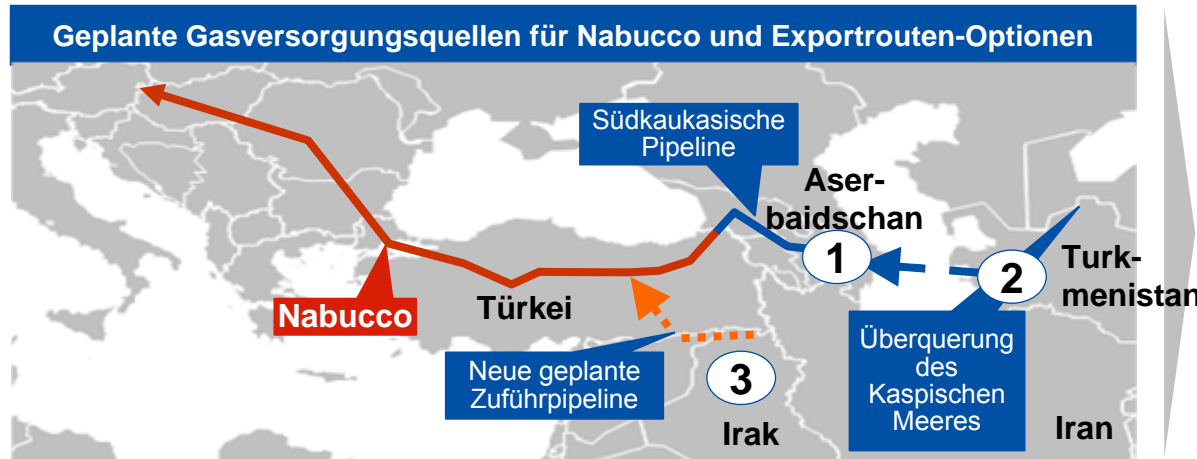 Geplante Gasversorgungsquellen für Nabucco und Exportrouten-Optionen
Südkaukasische
Pipeline
Aser-
baidschan
1
2
Turk-
menistan
Nabucco
Türkei
Neue geplante
Zuführpipeline
3
Irak
Überquerung
des
Kaspischen
Meeres
Iran